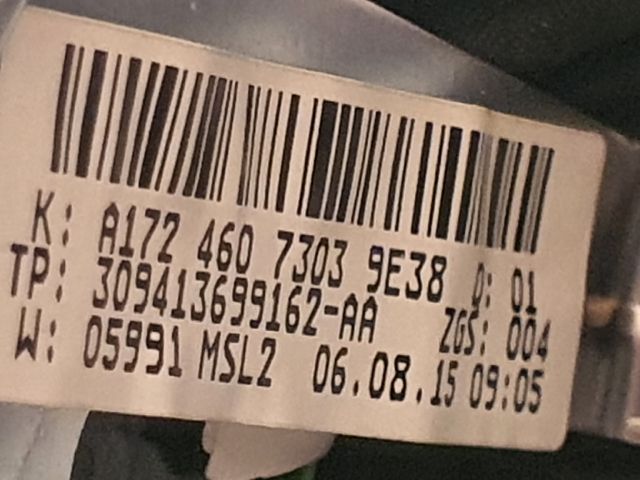 K: A172 460 7303 9E38 Q: 01
TP: 309413699162-AA ZGS: 004
W: 05991 MSL2 06.08.15 09:05